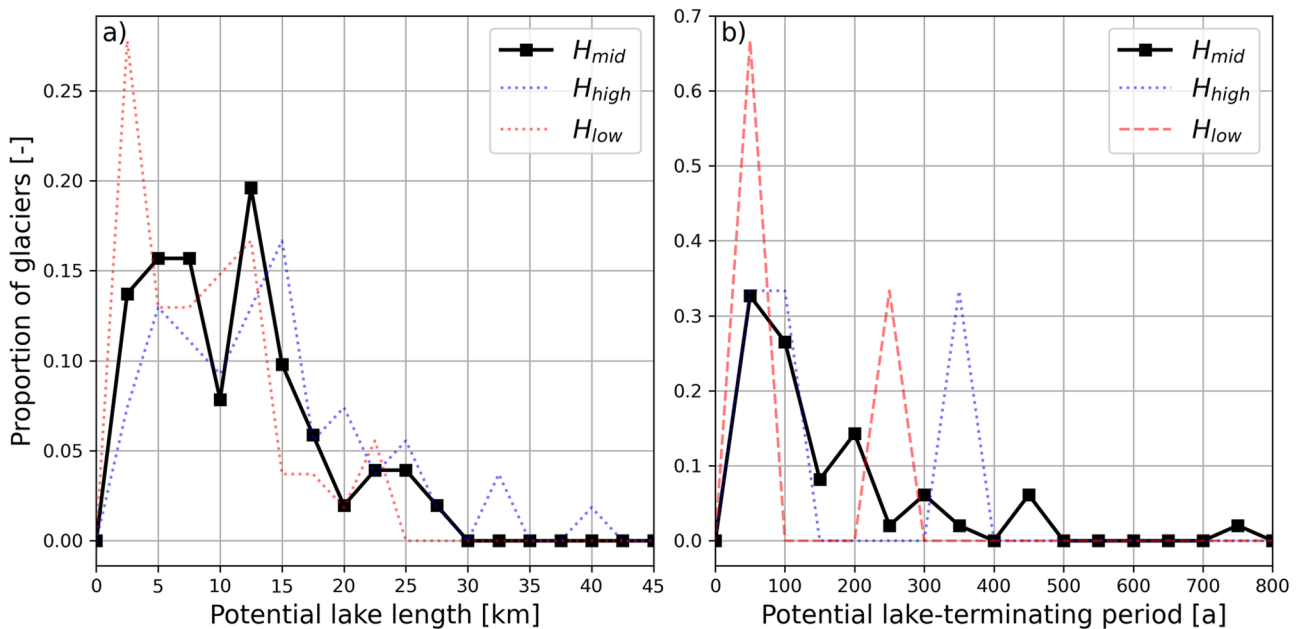 a)
H_mid
H_high
H_low
Proportion of glaciers [-]
0.25
0.20
0.15
0.10
0.05
0.00
0 5 10 15 20 25 30 35 40 45
Potential lake length [km]
b)
H_mid
H_high
H_low
0.7
0.6
0.5
0.4
0.3
0.2
0.1
0.0
0 100 200 300 400 500 600 700 800
Potential lake-terminating period [a]